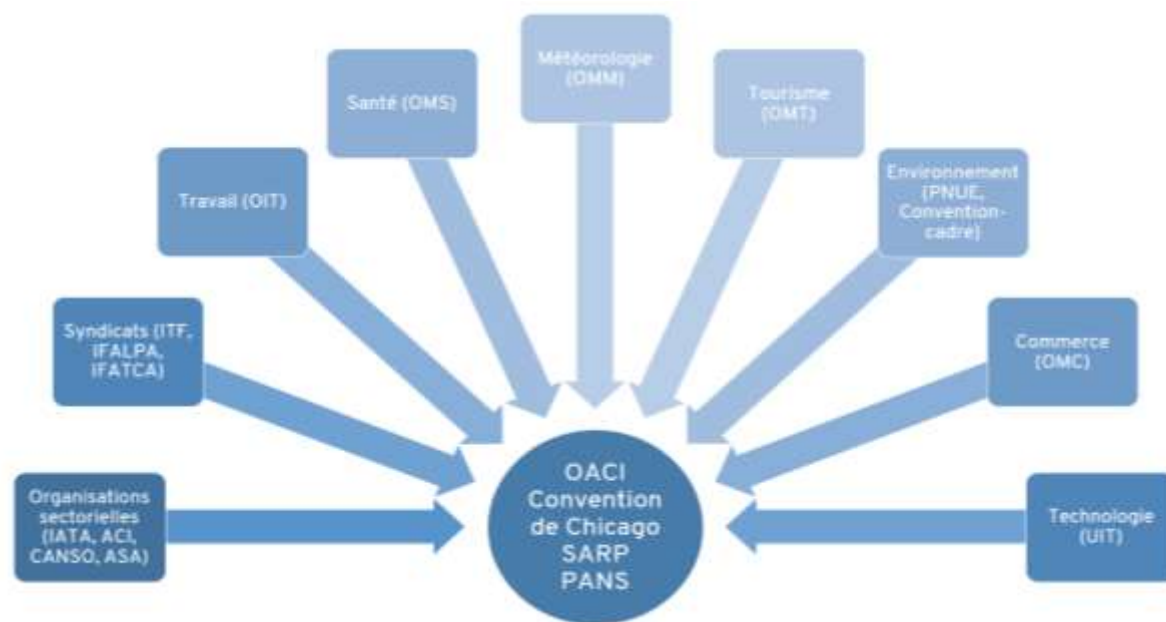 Météorologie
(OMM)
Santé (OMS)
Tourisme
(OMT)
Travail (OIT)
Environnement
(PNUE,
Convention-
cadre)
Syndicats (ITF,
IFALPA,
IFATCA)
Commerce
(OMC)
Organisations
sectorielles
(IATA, ACI,
CANSO, ASA)
Technologie
(UIT)
OACI
Convention
de Chicago
SARP
PANS